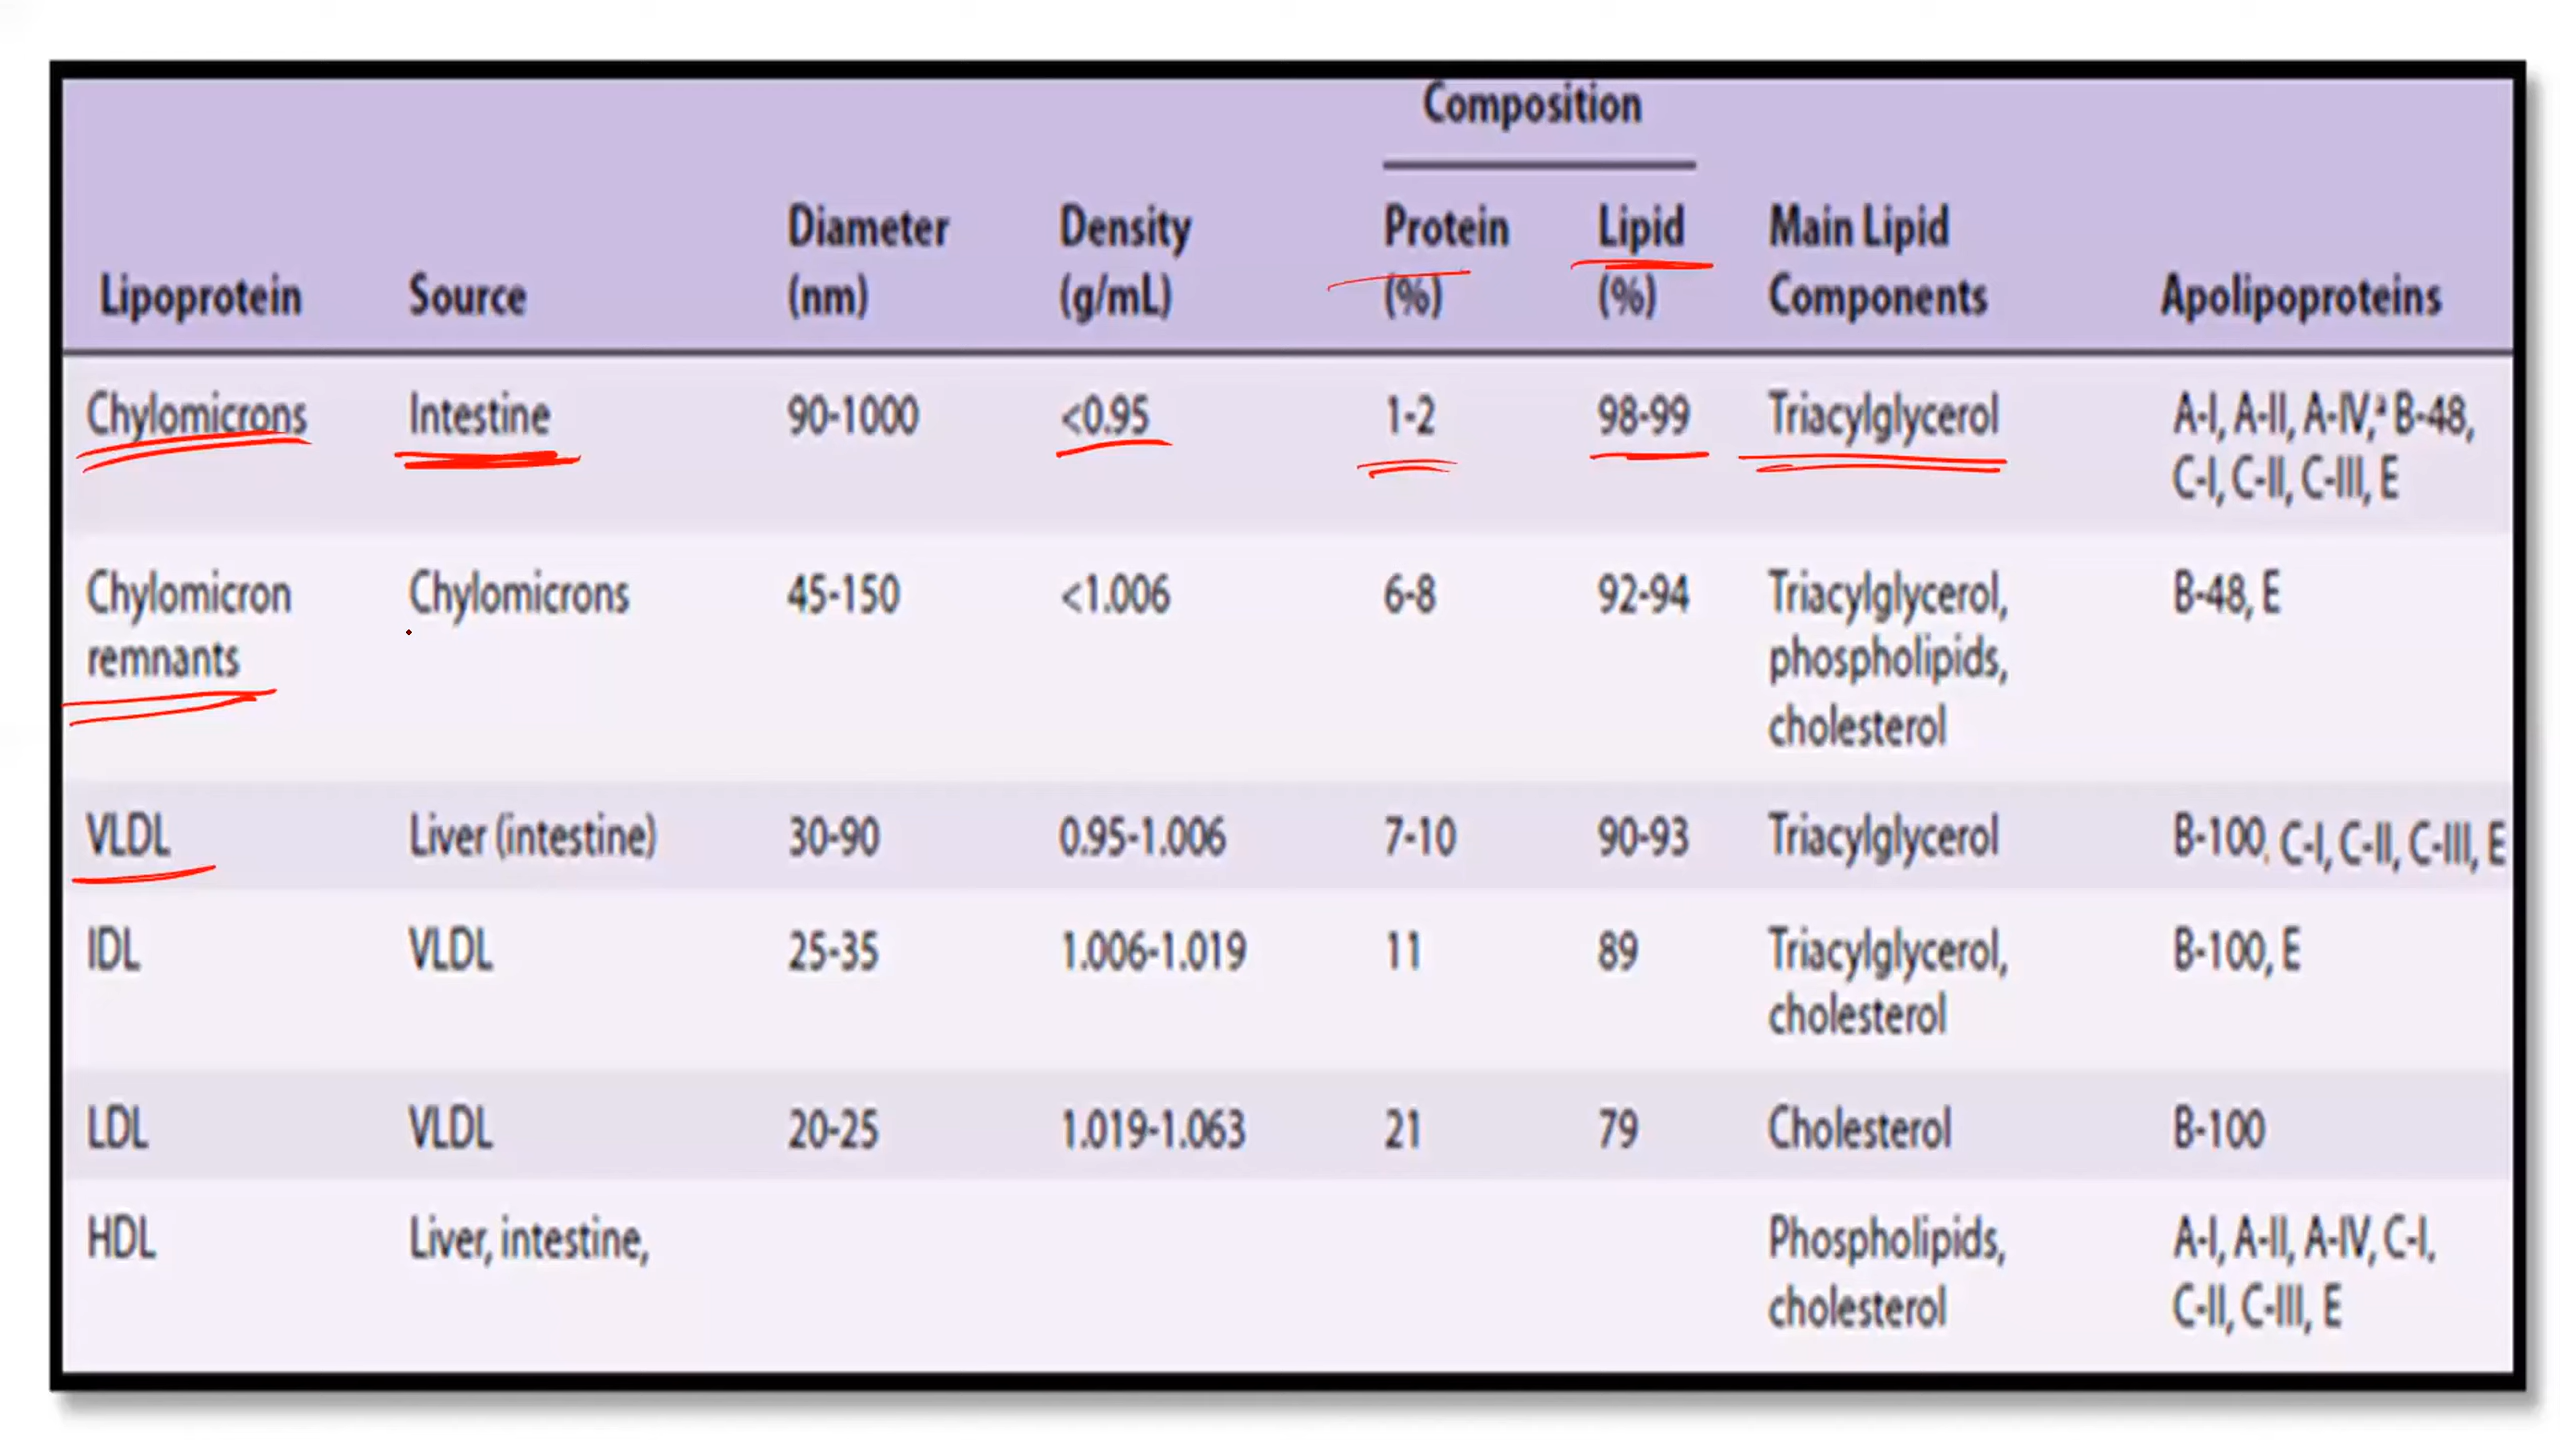 Composition
Lipoprotein Source Diameter (nm) Density (g/mL) Protein (%) Lipid (%) Main Lipid Components Apolipoproteins
Chylomicrons Intestine 90-1000 <0.95 1-2 98-99 Triacylglycerol A-I, A-II, A-IV,ª B-48,
C-I, C-II, C-III, E
Chylomicron Chylomicrons 45-150 <1.006 6-8 92-94 Triacylglycerol, B-48, E
remnants phospholipids,
cholesterol
VLDL Liver (intestine) 30-90 0.95-1.006 7-10 90-93 Triacylglycerol B-100, C-I, C-II, C-III, E
IDL VLDL 25-35 1.006-1.019 11 89 Triacylglycerol, B-100, E
cholesterol
LDL VLDL 20-25 1.019-1.063 21 79 Cholesterol B-100
HDL Liver, intestine, Phospholipids, A-I, A-II, A-IV, C-I,
cholesterol C-II, C-III, E